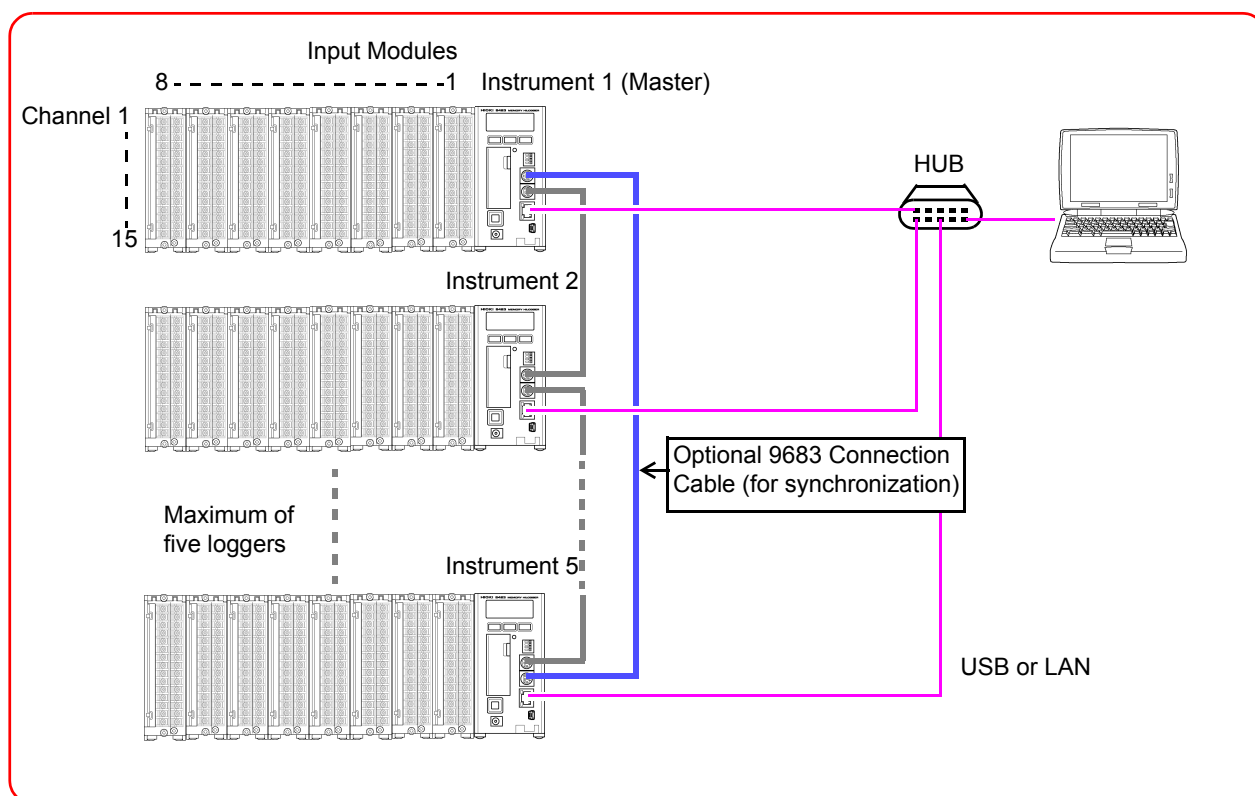 Input Modules
8 1 Instrument 1 (Master)
Channel 1
15
HUB
Instrument 2
Optional 9683 Connection
Cable (for synchronization)
Maximum of
five loggers
Instrument 5
USB or LAN